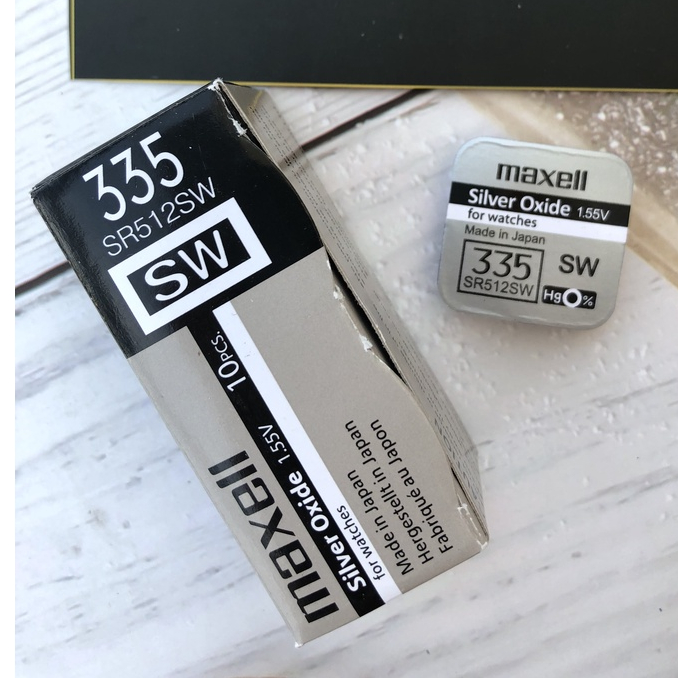 335
SR512SW
SW
10PCS.
maxell
Silver Oxide 1.55V
for watches
Made in Japan
Hergestellt in Japan
Fabriqué au Japon
maxell
Silver Oxide 1.55V
for watches
Made in Japan
335 SW
SR512SW
Hg0%